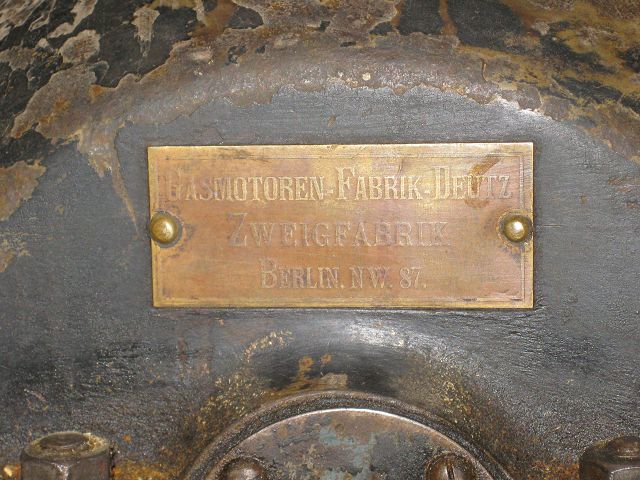 GASMOTOREN-FABRIK-DEUTZ
ZWEIGFABRIK
BERLIN. N.W. 87.